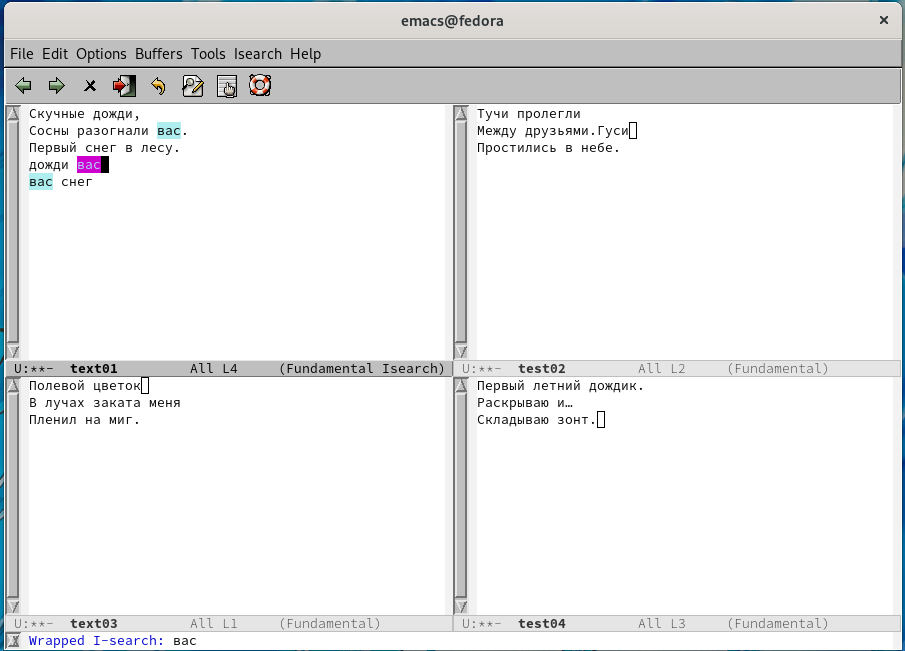 emacs@fedora
File Edit Options Buffers Tools Isearch Help
Скучные дожди,
Сосны разогнали вас.
Первый снег в лесу.
дожди вас
вас снег
U:**-  text01         All L4     (Fundamental Isearch)
Тучи пролегли
Между друзьями.Гуси
Простились в небе.
U:**-  test02         All L2     (Fundamental)
Полевой цветок
В лучах заката меня
Пленил на миг.
U:**-  text03         All L1     (Fundamental)
Первый летний дождик.
Раскрываю и…
Складываю зонт.
U:**-  test04         All L3     (Fundamental)
Wrapped I-search: вас